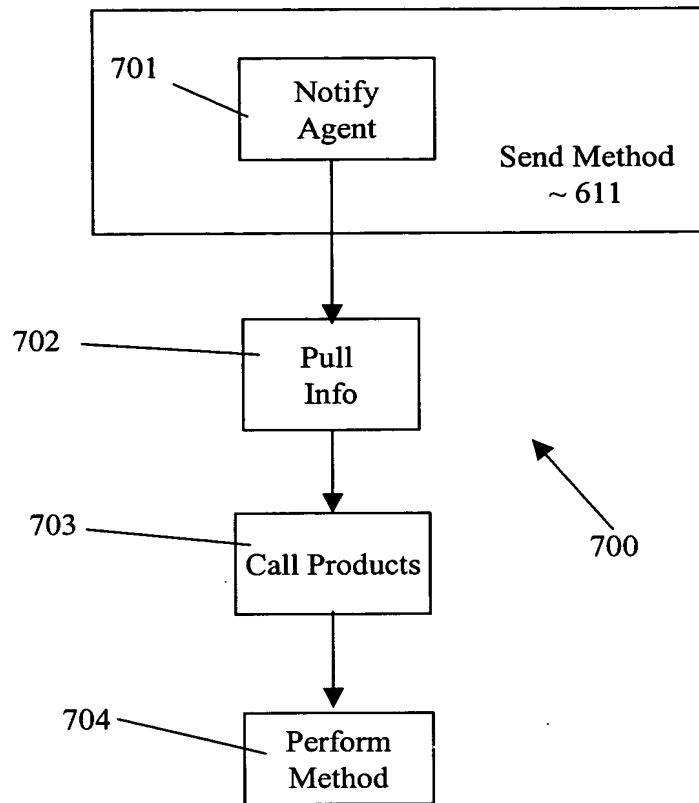 701
Notify
Agent
Send Method
~ 611
702
Pull
Info
703
Call Products
700
704
Perform
Method